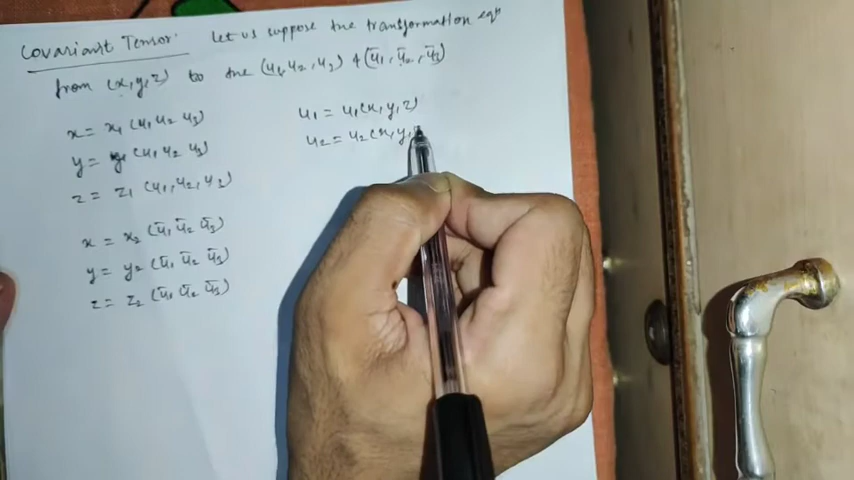 Covariant Tensor: Let us suppose the transformation eqn
from (x, y, z) to the (u1, u2, u3) & (ū1, ū2, ū3)
x = x1 (u1 u2 u3)
y = y1 (u1 u2 u3)
z = z1 (u1, u2, u3)
x = x2 (ū1 ū2 ū3)
y = y2 (ū1 ū2 ū3)
z = z2 (ū1 ū2 ū3)
u1 = u1(x, y, z)
u2 = u2(x, y,